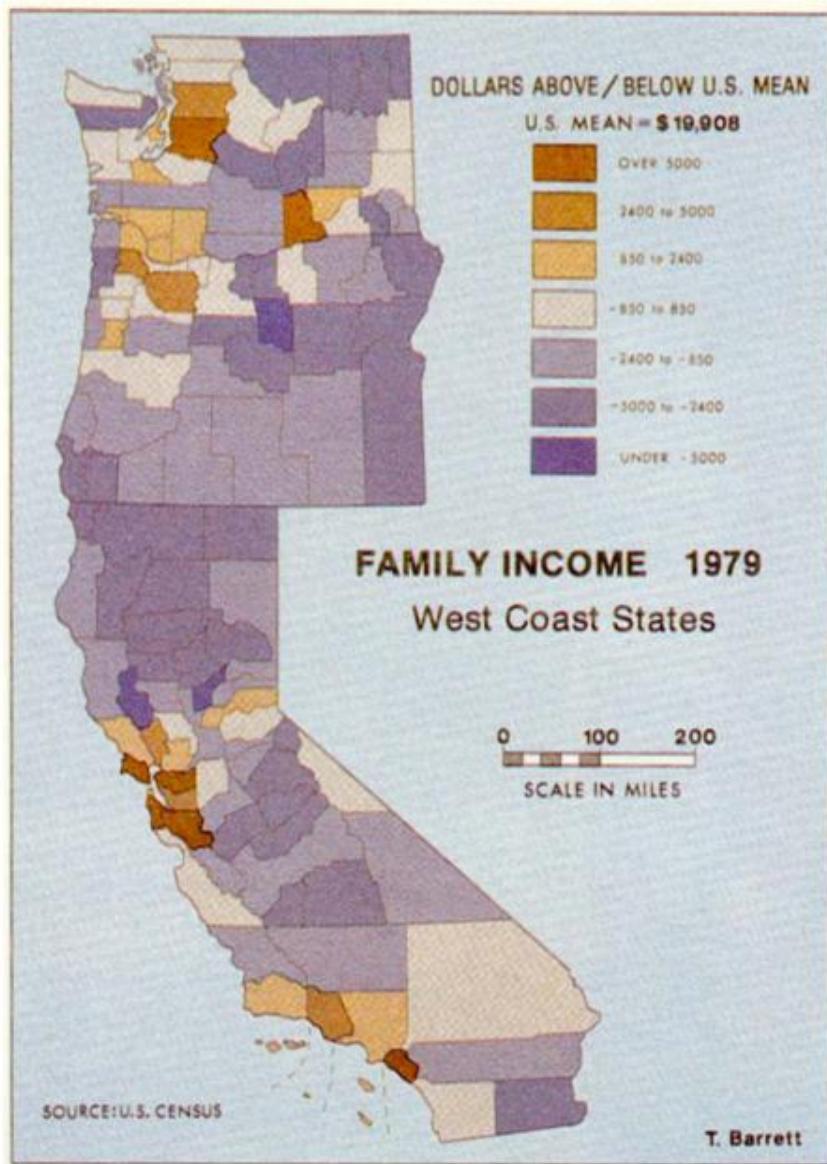 DOLLARS ABOVE/BELOW U.S. MEAN
U.S. MEAN = $19,908
OVER 5000
2400 to 5000
850 to 2400
-850 to 850
-2400 to -850
-5000 to -2400
UNDER -5000
FAMILY INCOME 1979
West Coast States
0 100 200
SCALE IN MILES
SOURCE: U.S. CENSUS
T. Barrett